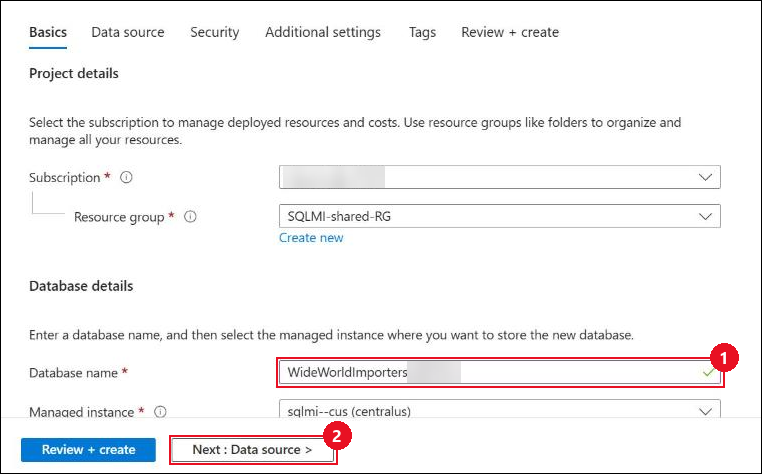 Basics Data source Security Additional settings Tags Review + create
Project details
Select the subscription to manage deployed resources and costs. Use resource groups like folders to organize and
manage all your resources.
Subscription *
Resource group *
SQLMI-shared-RG
Create new
Database details
Enter a database name, and then select the managed instance where you want to store the new database.
1
Database name *
WideWorldImporters
Managed instance *
sqlmi--cus (centralus)
2
Review + create
Next : Data source >